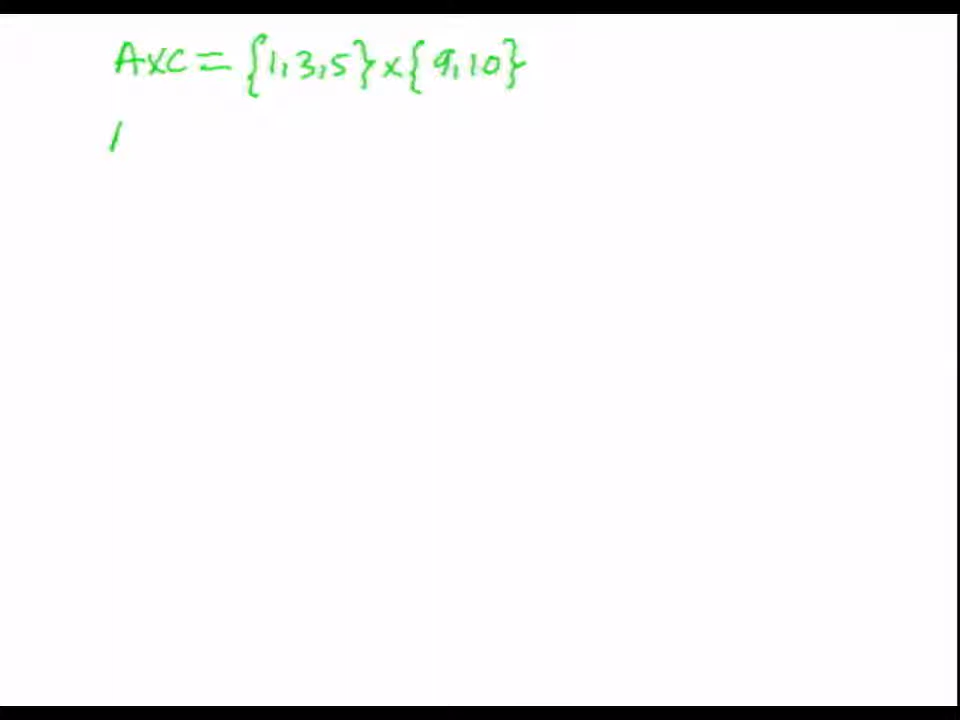 A×C = {1,3,5}×{9,10}